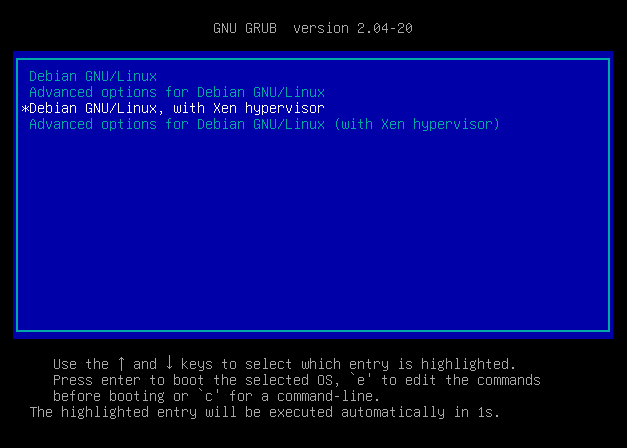 GNU GRUB  version 2.04-20
Debian GNU/Linux
Advanced options for Debian GNU/Linux
*Debian GNU/Linux, with Xen hypervisor
Advanced options for Debian GNU/Linux (with Xen hypervisor)
Use the ↑ and ↓ keys to select which entry is highlighted.
Press enter to boot the selected OS, `e' to edit the commands
before booting or `c' for a command-line.
The highlighted entry will be executed automatically in 1s.